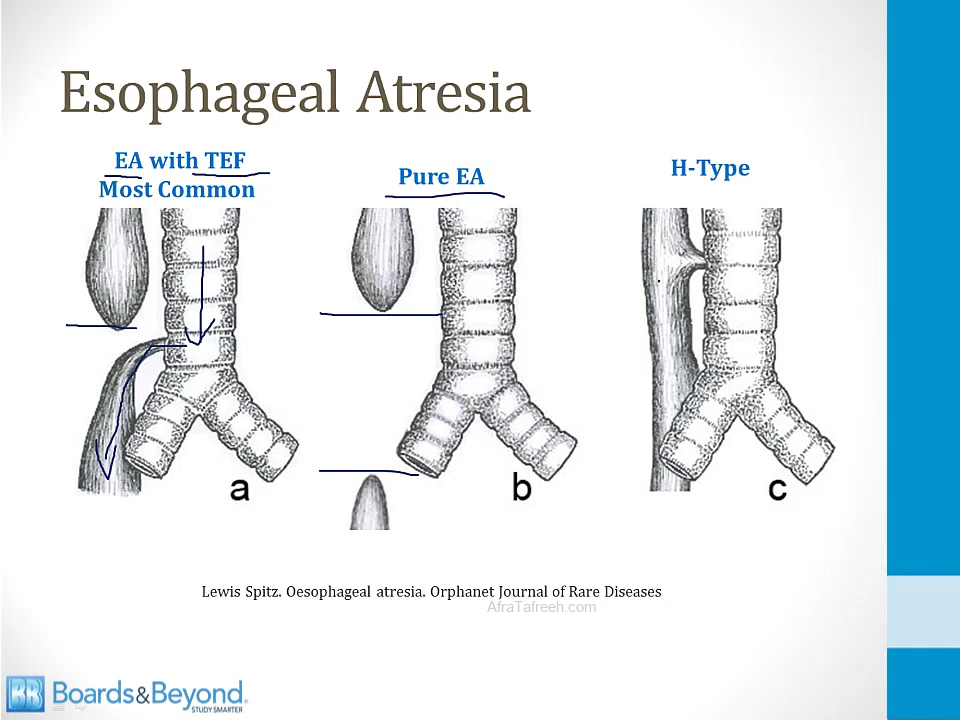 Esophageal Atresia
EA with TEF
Most Common
Pure EA
H-Type
a
b
c
Lewis Spitz. Oesophageal atresia. Orphanet Journal of Rare Diseases
AfraTafreeh.com
BB Boards&Beyond.
STUDY SMARTER